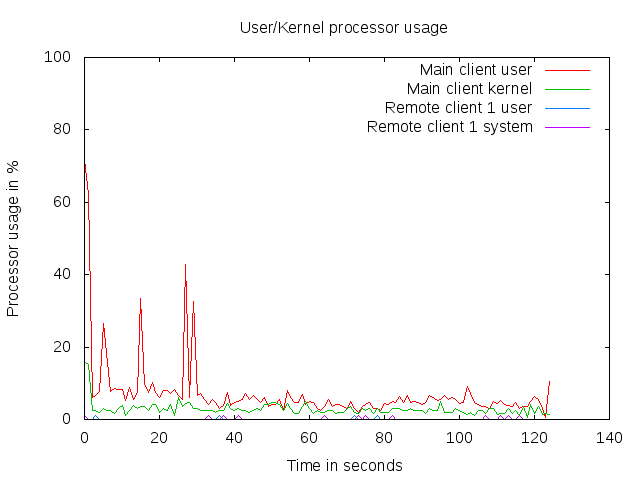 User/Kernel processor usage
Main client user
Main client kernel
Remote client 1 user
Remote client 1 system
Processor usage in %
100
80
60
40
20
0
0 20 40 60 80 100 120 140
Time in seconds